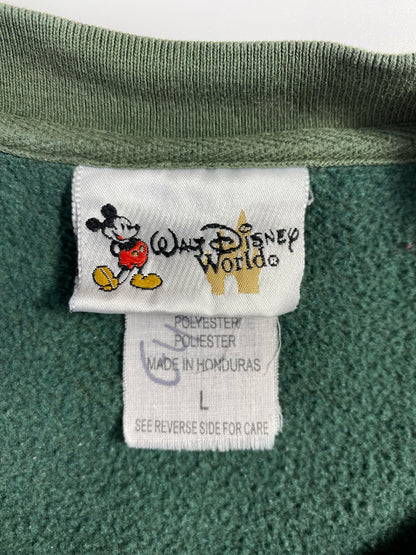 WALT DISNEY
World®
POLYESTER/
POLIESTER
MADE IN HONDURAS
L
SEE REVERSE SIDE FOR CARE